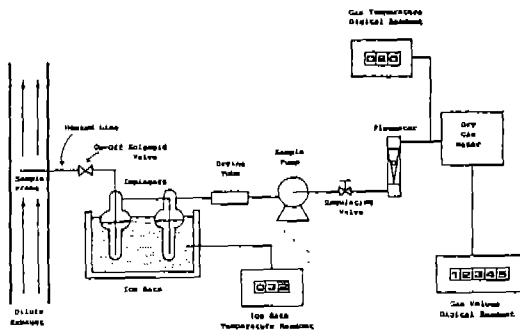 Gas Temperature
Digital Readout
Flowmeter
Dry
Gas
Meter
Heated Line
On-Off Solenoid
Valve
Sample
Probe
Impingers
Drying
Tube
Sample
Pump
Regulating
Valve
Ice Bath
032
Ice Bath
Temperature Readout
12345
Gas Volume
Digital Readout
Dilute
Exhaust